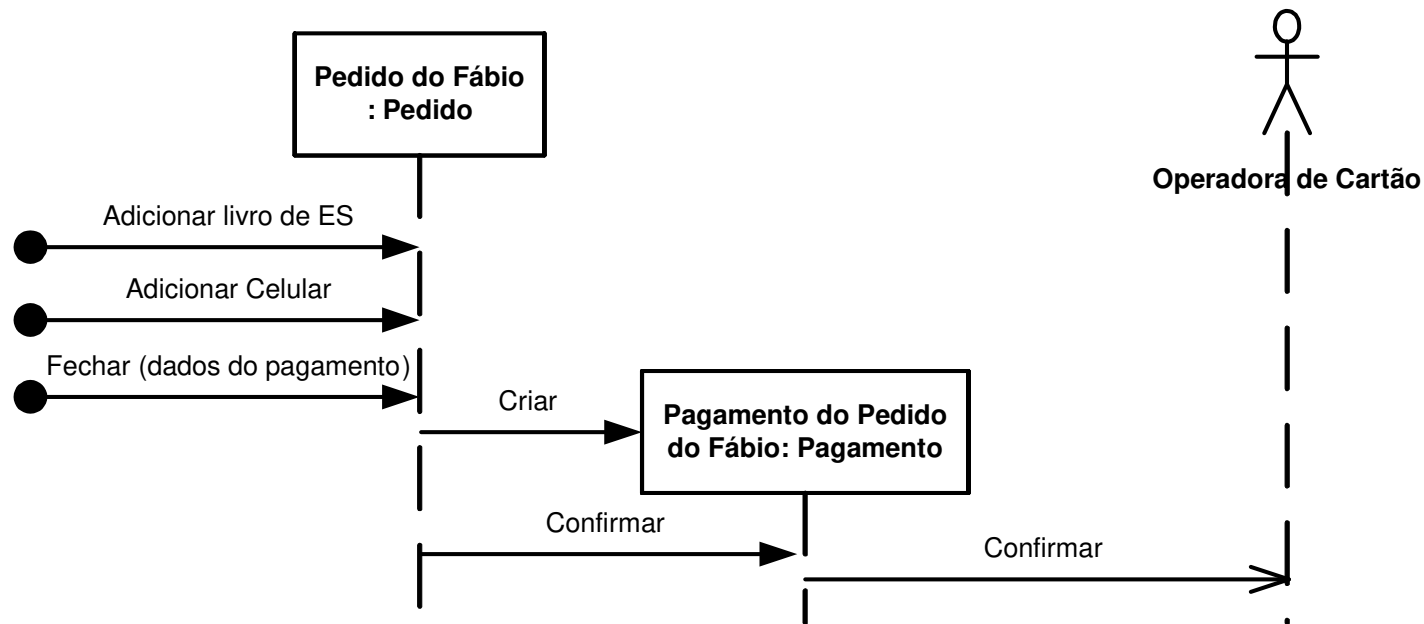 Pedido do Fábio
: Pedido
Operadora de Cartão
Adicionar livro de ES
Adicionar Celular
Fechar (dados do pagamento)
Criar
Pagamento do Pedido
do Fábio: Pagamento
Confirmar
Confirmar